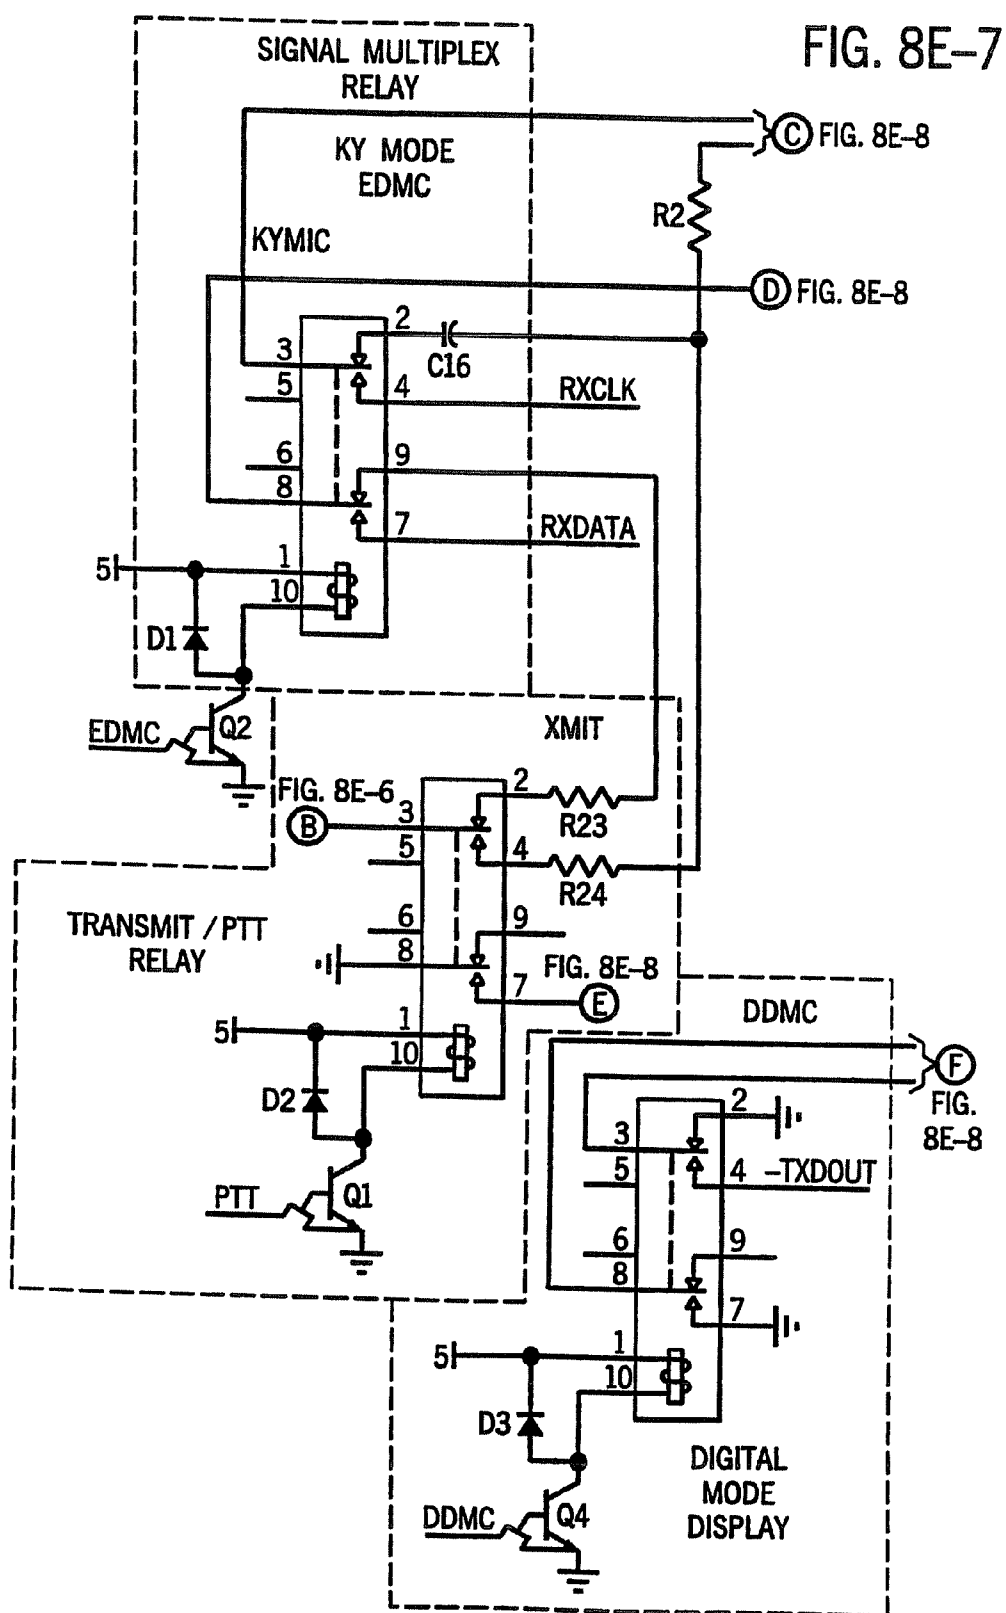 FIG. 8E–7
SIGNAL MULTIPLEX
RELAY
KY MODE
EDMC
C FIG. 8E–8
R2
KYMIC
D FIG. 8E–8
2
3
C16
5
4
RXCLK
6
9
8
7
RXDATA
5
1
10
D1
Q2
EDMC
XMIT
FIG. 8E–6
B
3
2
R23
5
4
R24
TRANSMIT / PTT
RELAY
6
9
8
7
FIG. 8E–8
E
5
1
10
D2
Q1
PTT
DDMC
F
FIG.
8E–8
2
3
5
4
–TXDOUT
6
9
8
7
5
1
10
D3
Q4
DDMC
DIGITAL
MODE
DISPLAY